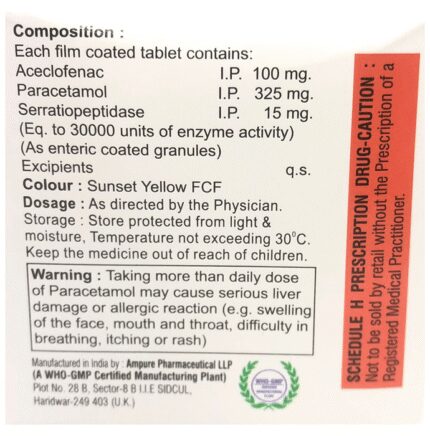 Composition :
Each film coated tablet contains:
Aceclofenac I.P. 100 mg.
Paracetamol I.P. 325 mg.
Serratiopeptidase I.P. 15 mg.
(Eq. to 30000 units of enzyme activity)
(As enteric coated granules)
Excipients q.s.
Colour : Sunset Yellow FCF
Dosage : As directed by the Physician.
Storage : Store protected from light &
moisture, Temperature not exceeding 30°C.
Keep the medicine out of reach of children.
Warning : Taking more than daily dose
of Paracetamol may cause serious liver
damage or allergic reaction (e.g. swelling
of the face, mouth and throat, difficulty in
breathing, itching or rash)
Manufactured in India by : Ampure Pharmaceutical LLP
(A WHO-GMP Certified Manufacturing Plant)
Plot No. 28 B, Sector-8 B I.I.E SIDCUL,
Haridwar-249 403 (U.K.)
WHO-GMP
SCHEDULE H PRESCRIPTION DRUG-CAUTION :
Not to be sold by retail without the Prescription of a
Registered Medical Practitioner.